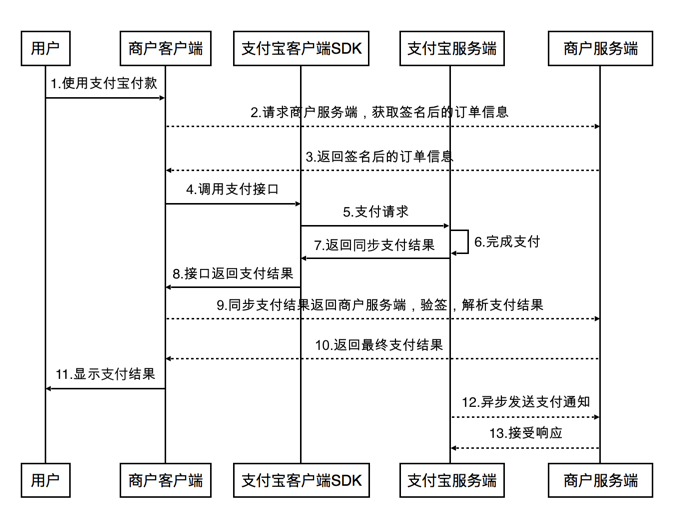 用户
商户客户端
支付宝客户端SDK
支付宝服务端
商户服务端
1.使用支付宝付款
2.请求商户服务端，获取签名后的订单信息
3.返回签名后的订单信息
4.调用支付接口
5.支付请求
6.完成支付
7.返回同步支付结果
8.接口返回支付结果
9.同步支付结果返回商户服务端，验签，解析支付结果
10.返回最终支付结果
11.显示支付结果
12.异步发送支付通知
13.接受响应
用户
商户客户端
支付宝客户端SDK
支付宝服务端
商户服务端